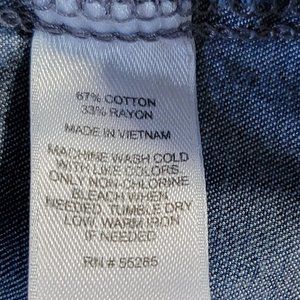 67% COTTON
33% RAYON
MADE IN VIETNAM
MACHINE WASH COLD
WITH LIKE COLORS.
ONLY NON-CHLORINE
BLEACH WHEN
NEEDED. TUMBLE DRY
LOW. WARM IRON
IF NEEDED.
RN# 55285